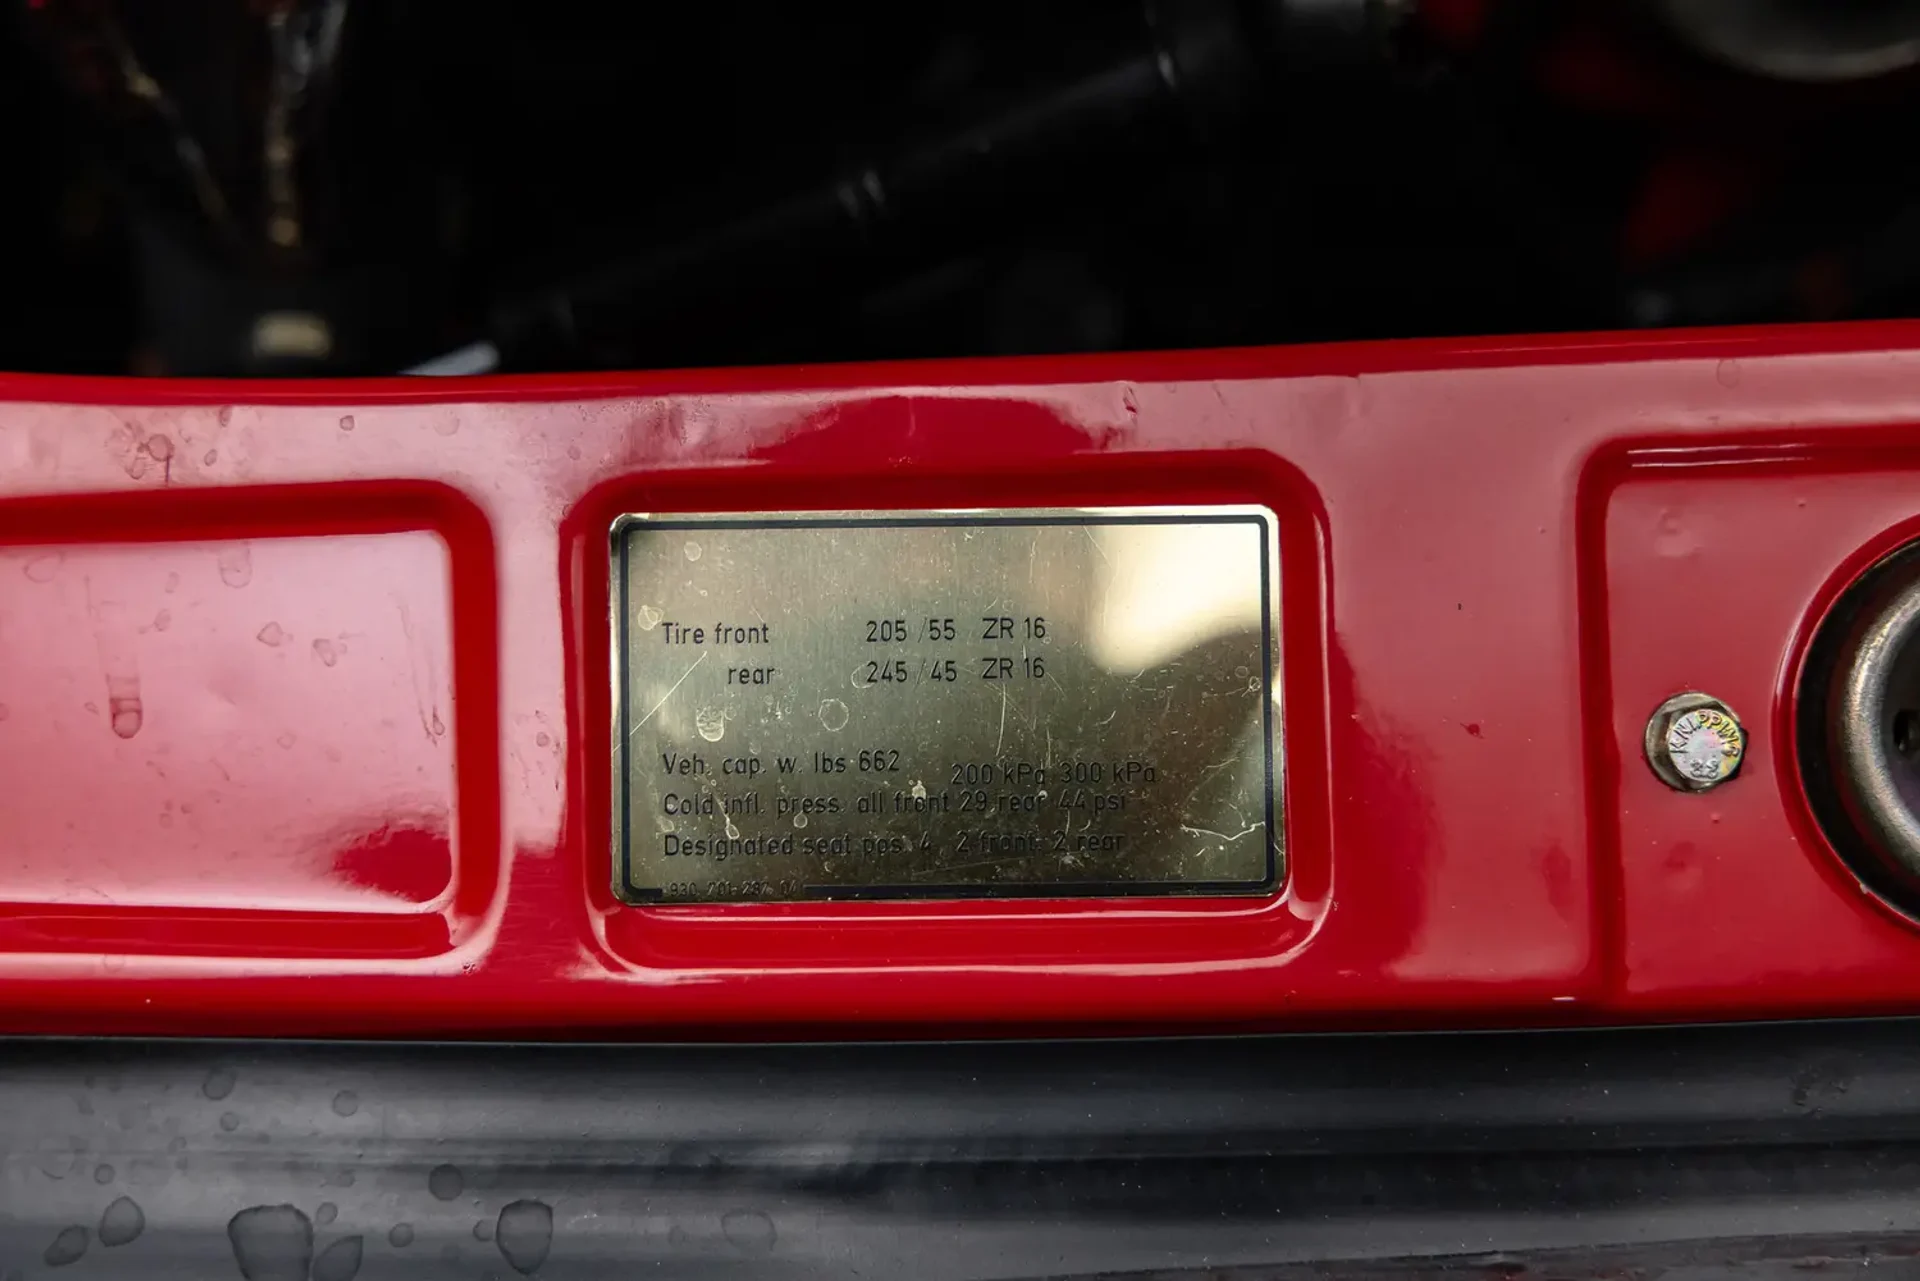 Tire front 205/55 ZR 16
rear 245/45 ZR 16
Veh. cap. w. lbs 662 200 kPa 300 kPa
Cold infl. press. all front 29 rear 44 psi
Designated seat pos. 4 2 front 2 rear